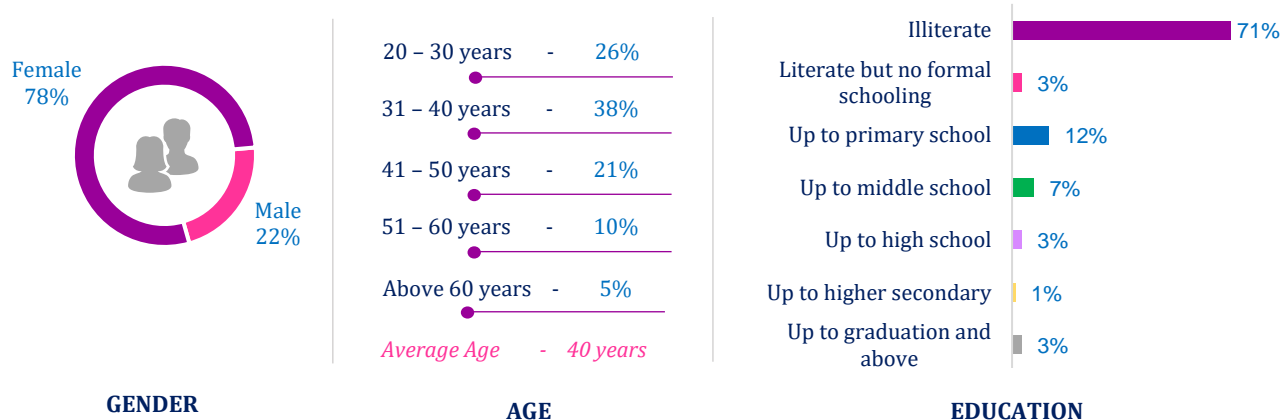 Female
78%
Male
22%
GENDER
20 – 30 years - 26%
31 – 40 years - 38%
41 – 50 years - 21%
51 – 60 years - 10%
Above 60 years - 5%
Average Age - 40 years
AGE
Illiterate 71%
Literate but no formal
schooling 3%
Up to primary school 12%
Up to middle school 7%
Up to high school 3%
Up to higher secondary 1%
Up to graduation and
above 3%
EDUCATION